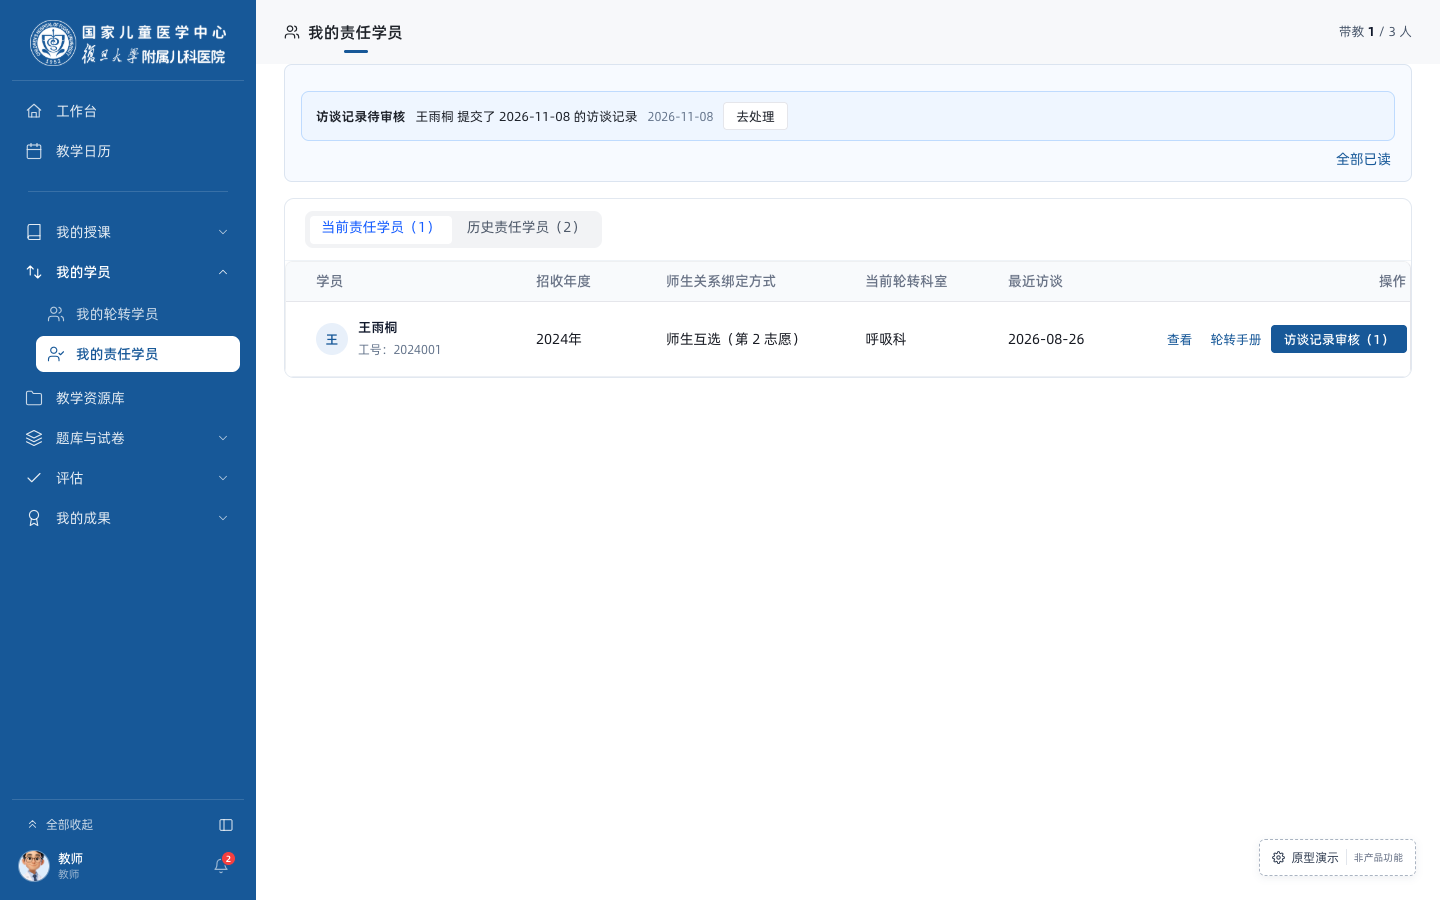 国家儿童医学中心
復旦大学附属儿科医院
工作台
教学日历
我的授课
我的学员
我的轮转学员
我的责任学员
教学资源库
题库与试卷
评估
我的成果
全部收起
教师
教师
2
我的责任学员
带教 1 / 3 人
访谈记录待审核 王雨桐 提交了 2026-11-08 的访谈记录 2026-11-08 去处理
全部已读
当前责任学员（1） 历史责任学员（2）
学员 招收年度 师生关系绑定方式 当前轮转科室 最近访谈 操作
王 王雨桐 2024年 师生互选（第 2 志愿） 呼吸科 2026-08-26 查看 轮转手册 访谈记录审核（1）
工号：2024001
原型演示 非产品功能